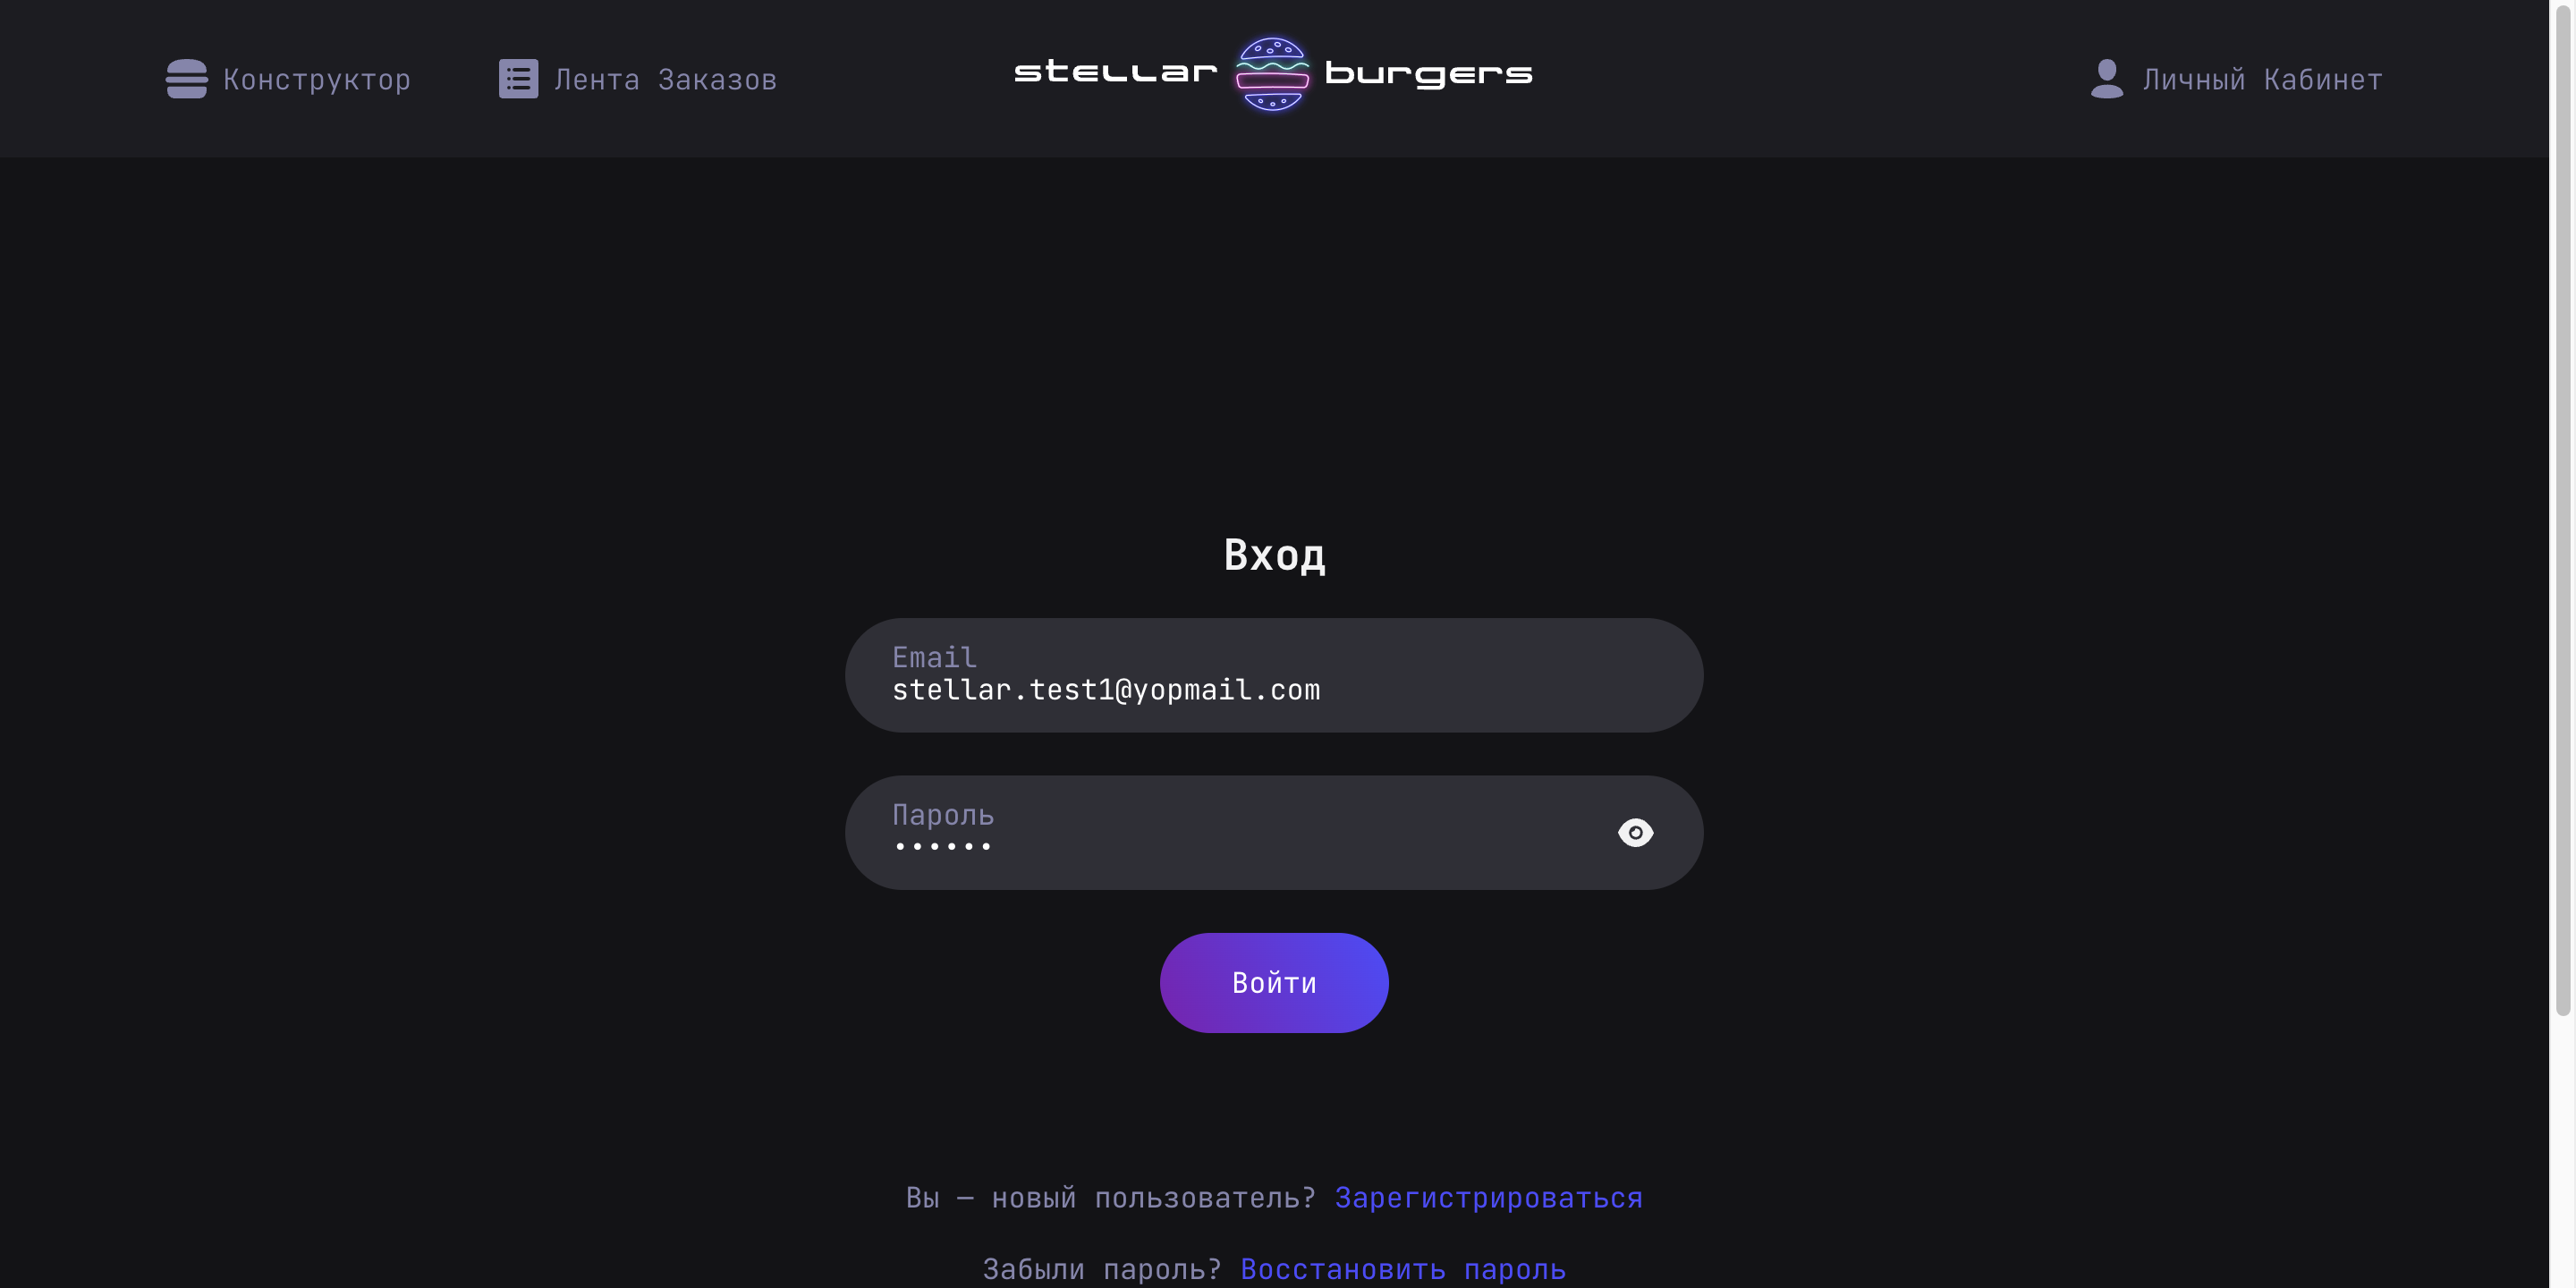 Конструктор
Лента Заказов
stellar burgers
Личный Кабинет
Вход
Email
stellar.test1@yopmail.com
Пароль
••••••
Войти
Вы — новый пользователь? Зарегистрироваться
Забыли пароль? Восстановить пароль